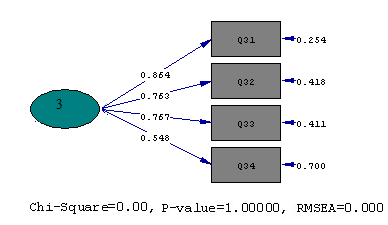 Q31
0.254
0.864
Q32
0.418
3
0.763
0.767
Q33
0.411
0.548
Q34
0.700
Chi-Square=0.00, P-value=1.00000, RMSEA=0.000